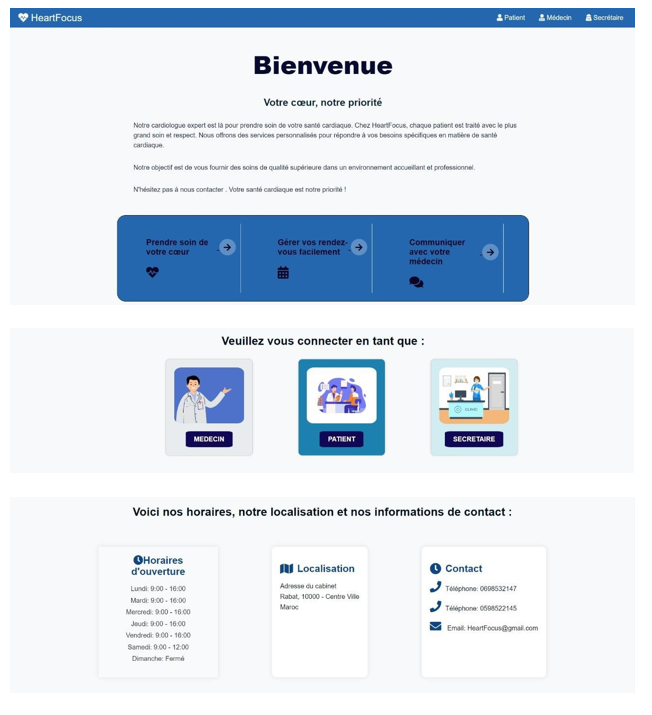 HeartFocus
Patient
Médecin
Secrétaire
Bienvenue
Votre cœur, notre priorité
Notre cardiologue expert est là pour prendre soin de votre santé cardiaque. Chez HeartFocus, chaque patient est traité avec le plus
grand soin et respect. Nous offrons des services personnalisés pour répondre à vos besoins spécifiques en matière de santé
cardiaque.
Notre objectif est de vous fournir des soins de qualité supérieure dans un environnement accueillant et professionnel.
N'hésitez pas à nous contacter . Votre santé cardiaque est notre priorité !
Prendre soin de
votre cœur
Gérer vos rendez-
vous facilement
Communiquer
avec votre
médecin
Veuillez vous connecter en tant que :
MEDECIN
PATIENT
SECRETAIRE
Voici nos horaires, notre localisation et nos informations de contact :
Horaires
d'ouverture
Lundi: 9:00 - 16:00
Mardi: 9:00 - 16:00
Mercredi: 9:00 - 16:00
Jeudi: 9:00 - 16:00
Vendredi: 9:00 - 16:00
Samedi: 9:00 - 12:00
Dimanche: Fermé
Localisation
Adresse du cabinet
Rabat, 10000 - Centre Ville
Maroc
Contact
Téléphone: 0698532147
Téléphone: 0598522145
Email: HeartFocus@gmail.com